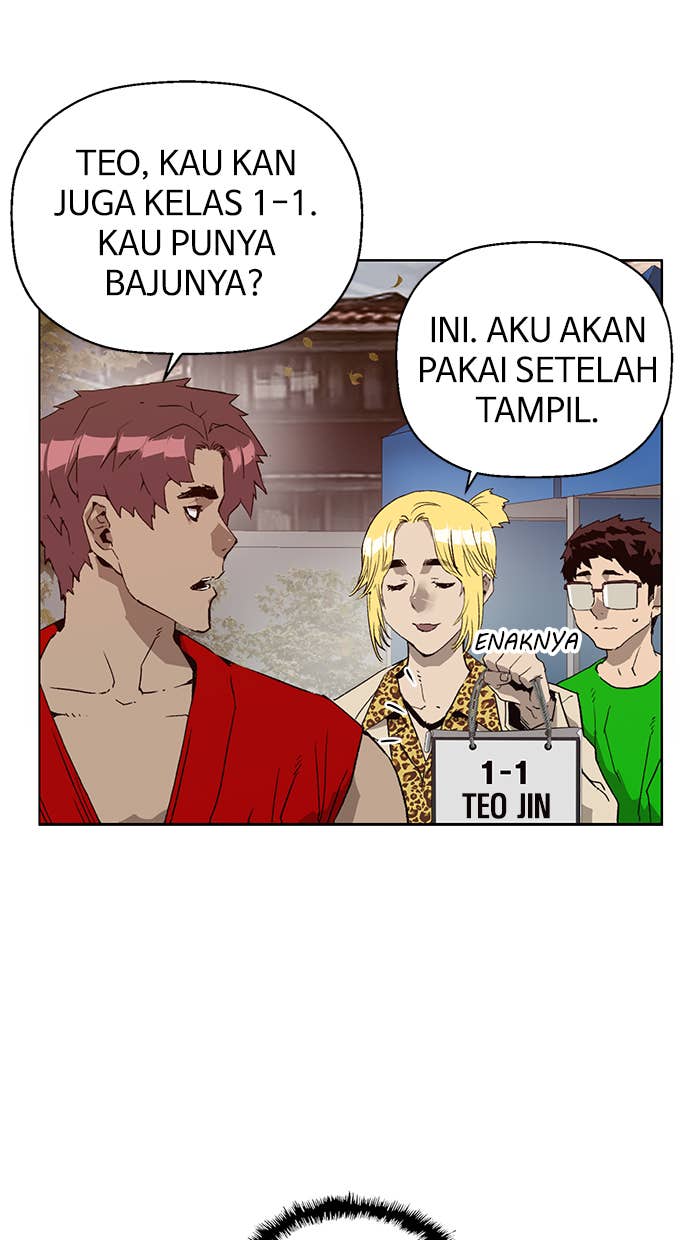 TEO, KAU KAN
JUGA KELAS 1-1.
KAU PUNYA
BAJUNYA?
INI. AKU AKAN
PAKAI SETELAH
TAMPIL.
ENAKNYA
1-1
TEO JIN